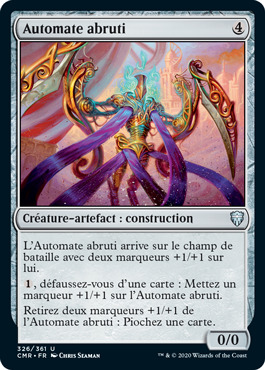 Automate abruti 4
Créature-artefact : construction
L'Automate abruti arrive sur le champ de
bataille avec deux marqueurs +1/+1 sur
lui.
1, défaussez-vous d'une carte : Mettez un
marqueur +1/+1 sur l'Automate abruti.
Retirez deux marqueurs +1/+1 de
l'Automate abruti : Piochez une carte.
0/0
326/361 U
CMR • FR Chris Seaman
™ & © 2020 Wizards of the Coast